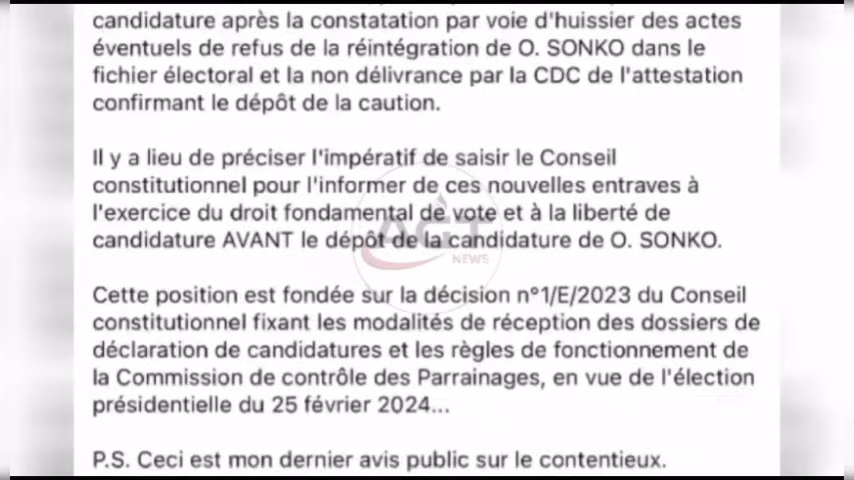 candidature après la constatation par voie d'huissier des actes
éventuels de refus de la réintégration de O. SONKO dans le
fichier électoral et la non délivrance par la CDC de l'attestation
confirmant le dépôt de la caution.
Il y a lieu de préciser l'impératif de saisir le Conseil
constitutionnel pour l'informer de ces nouvelles entraves à
l'exercice du droit fondamental de vote et à la liberté de
candidature AVANT le dépôt de la candidature de O. SONKO.
AGT
NEWS
Cette position est fondée sur la décision n°1/E/2023 du Conseil
constitutionnel fixant les modalités de réception des dossiers de
déclaration de candidatures et les règles de fonctionnement de
la Commission de contrôle des Parrainages, en vue de l'élection
présidentielle du 25 février 2024...
P.S. Ceci est mon dernier avis public sur le contentieux.